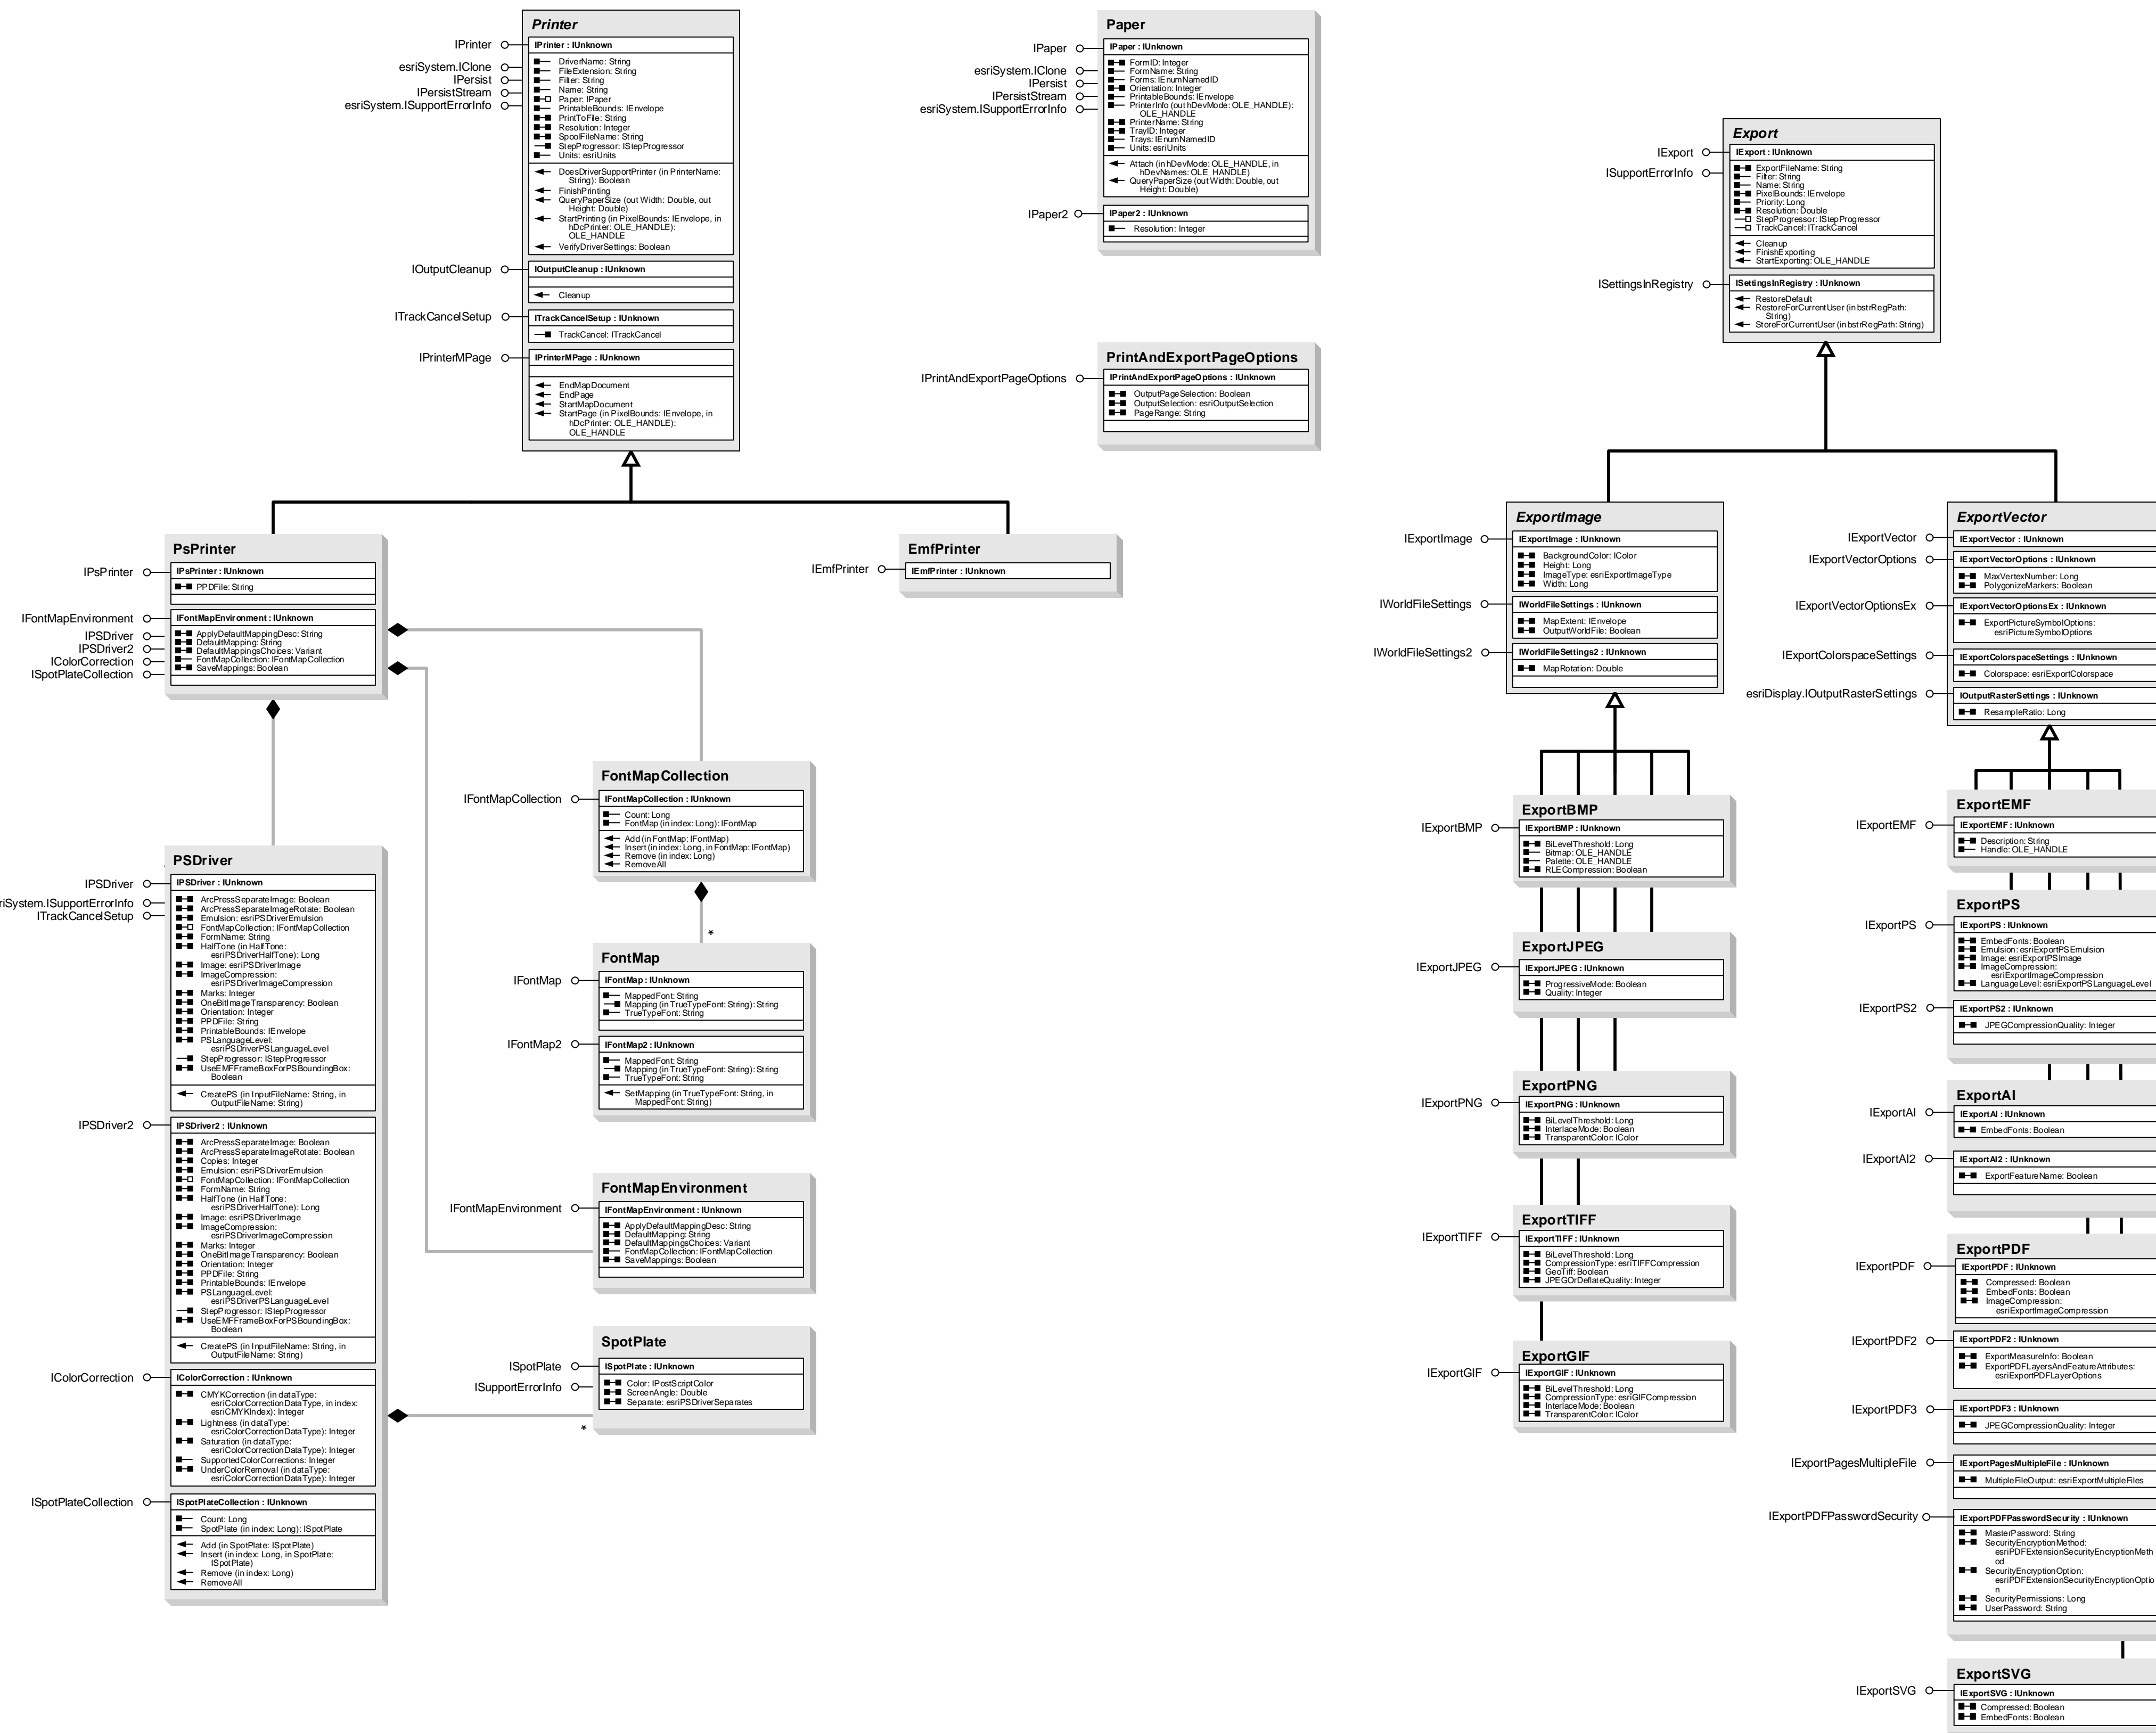 Printer
IPrinter
IPrinter : IUnknown
esriSystem.IClone
IPersist
IPersistStream
esriSystem.ISupportErrorInfo
DriverName: String
FileExtension: String
Filter: String
Name: String
Paper: IPaper
PrintableBounds: IEnvelope
PrintToFile: String
Resolution: Integer
SpoolFileName: String
StepProgressor: IStepProgressor
Units: esriUnits
DoesDriverSupportPrinter (in PrinterName:
String): Boolean
FinishPrinting
QueryPaperSize (out Width: Double, out
Height: Double)
StartPrinting (in PixelBounds: IEnvelope, in
hDcPrinter: OLE_HANDLE):
OLE_HANDLE
VerifyDriverSettings: Boolean
IOutputCleanup
IOutputCleanup : IUnknown
Cleanup
ITrackCancelSetup
ITrackCancelSetup : IUnknown
TrackCancel: ITrackCancel
IPrinterMPage
IPrinterMPage : IUnknown
EndMapDocument
EndPage
StartMapDocument
StartPage (in PixelBounds: IEnvelope, in
hDcPrinter: OLE_HANDLE):
OLE_HANDLE
Paper
IPaper
IPaper : IUnknown
esriSystem.IClone
IPersist
IPersistStream
esriSystem.ISupportErrorInfo
FormID: Integer
FormName: String
Forms: IEnumNamedID
Orientation: Integer
PrintableBounds: IEnvelope
PrinterInfo (out hDevMode: OLE_HANDLE):
OLE_HANDLE
PrinterName: String
TrayID: Integer
Trays: IEnumNamedID
Units: esriUnits
Attach (in hDevMode: OLE_HANDLE, in
hDevNames: OLE_HANDLE)
QueryPaperSize (out Width: Double, out
Height: Double)
IPaper2
IPaper2 : IUnknown
Resolution: Integer
PrintAndExportPageOptions
IPrintAndExportPageOptions
IPrintAndExportPageOptions : IUnknown
OutputPageSelection: Boolean
OutputSelection: esriOutputSelection
PageRange: String
Export
IExport
IExport : IUnknown
ISupportErrorInfo
ExportFileName: String
Filter: String
Name: String
PixelBounds: IEnvelope
Priority: Long
Resolution: Double
StepProgressor: IStepProgressor
TrackCancel: ITrackCancel
Cleanup
FinishExporting
StartExporting: OLE_HANDLE
ISettingsInRegistry
ISettingsInRegistry : IUnknown
RestoreDefault
RestoreForCurrentUser (in bstrRegPath:
String)
StoreForCurrentUser (in bstrRegPath: String)
PsPrinter
IPsPrinter
IPsPrinter : IUnknown
PPDFile: String
IFontMapEnvironment
IPSDriver
IPSDriver2
IColorCorrection
ISpotPlateCollection
IFontMapEnvironment : IUnknown
ApplyDefaultMappingDesc: String
DefaultMapping: String
DefaultMappingsChoices: Variant
FontMapCollection: IFontMapCollection
SaveMappings: Boolean
EmfPrinter
IEmfPrinter
IEmfPrinter : IUnknown
FontMapCollection
IFontMapCollection
IFontMapCollection : IUnknown
Count: Long
FontMap (in index: Long): IFontMap
Add (in FontMap: IFontMap)
Insert (in index: Long, in FontMap: IFontMap)
Remove (in index: Long)
RemoveAll
*
FontMap
IFontMap
IFontMap : IUnknown
MappedFont: String
Mapping (in TrueTypeFont: String): String
TrueTypeFont: String
IFontMap2
IFontMap2 : IUnknown
MappedFont: String
Mapping (in TrueTypeFont: String): String
TrueTypeFont: String
SetMapping (in TrueTypeFont: String, in
MappedFont: String)
FontMapEnvironment
IFontMapEnvironment
IFontMapEnvironment : IUnknown
ApplyDefaultMappingDesc: String
DefaultMapping: String
DefaultMappingsChoices: Variant
FontMapCollection: IFontMapCollection
SaveMappings: Boolean
SpotPlate
ISpotPlate
ISupportErrorInfo
ISpotPlate : IUnknown
Color: IPostScriptColor
ScreenAngle: Double
Separate: esriPSDriverSeparates
*
PSDriver
IPSDriver
riSystem.ISupportErrorInfo
ITrackCancelSetup
IPSDriver : IUnknown
ArcPressSeparateImage: Boolean
ArcPressSeparateImageRotate: Boolean
Emulsion: esriPSDriverEmulsion
FontMapCollection: IFontMapCollection
FormName: String
HalfTone (in HalfTone:
esriPSDriverHalfTone): Long
Image: esriPSDriverImage
ImageCompression:
esriPSDriverImageCompression
Marks: Integer
OneBitImageTransparency: Boolean
Orientation: Integer
PPDFile: String
PrintableBounds: IEnvelope
PSLanguageLevel:
esriPSDriverPSLanguageLevel
StepProgressor: IStepProgressor
UseEMFFrameBoxForPSBoundingBox:
Boolean
CreatePS (in InputFileName: String, in
OutputFileName: String)
IPSDriver2
IPSDriver2 : IUnknown
ArcPressSeparateImage: Boolean
ArcPressSeparateImageRotate: Boolean
Copies: Integer
Emulsion: esriPSDriverEmulsion
FontMapCollection: IFontMapCollection
FormName: String
HalfTone (in HalfTone:
esriPSDriverHalfTone): Long
Image: esriPSDriverImage
ImageCompression:
esriPSDriverImageCompression
Marks: Integer
OneBitImageTransparency: Boolean
Orientation: Integer
PPDFile: String
PrintableBounds: IEnvelope
PSLanguageLevel:
esriPSDriverPSLanguageLevel
StepProgressor: IStepProgressor
UseEMFFrameBoxForPSBoundingBox:
Boolean
CreatePS (in InputFileName: String, in
OutputFileName: String)
IColorCorrection
IColorCorrection : IUnknown
CMYKCorrection (in dataType:
esriColorCorrectionDataType, in index:
esriCMYKIndex): Integer
Lightness (in dataType:
esriColorCorrectionDataType): Integer
Saturation (in dataType:
esriColorCorrectionDataType): Integer
SupportedColorCorrections: Integer
UnderColorRemoval (in dataType:
esriColorCorrectionDataType): Integer
ISpotPlateCollection
ISpotPlateCollection : IUnknown
Count: Long
SpotPlate (in index: Long): ISpotPlate
Add (in SpotPlate: ISpotPlate)
Insert (in index: Long, in SpotPlate:
ISpotPlate)
Remove (in index: Long)
RemoveAll
ExportImage
IExportImage
IExportImage : IUnknown
BackgroundColor: IColor
Height: Long
ImageType: esriExportImageType
Width: Long
IWorldFileSettings
IWorldFileSettings : IUnknown
MapExtent: IEnvelope
OutputWorldFile: Boolean
IWorldFileSettings2
IWorldFileSettings2 : IUnknown
MapRotation: Double
ExportBMP
IExportBMP
IExportBMP : IUnknown
BiLevelThreshold: Long
Bitmap: OLE_HANDLE
Palette: OLE_HANDLE
RLECompression: Boolean
ExportJPEG
IExportJPEG
IExportJPEG : IUnknown
ProgressiveMode: Boolean
Quality: Integer
ExportPNG
IExportPNG
IExportPNG : IUnknown
BiLevelThreshold: Long
InterlaceMode: Boolean
TransparentColor: IColor
ExportTIFF
IExportTIFF
IExportTIFF : IUnknown
BiLevelThreshold: Long
CompressionType: esriTIFFCompression
GeoTiff: Boolean
JPEGOrDeflateQuality: Integer
ExportGIF
IExportGIF
IExportGIF : IUnknown
BiLevelThreshold: Long
CompressionType: esriGIFCompression
InterlaceMode: Boolean
TransparentColor: IColor
ExportVector
IExportVector
IExportVector : IUnknown
IExportVectorOptions
IExportVectorOptions : IUnknown
MaxVertexNumber: Long
PolygonizeMarkers: Boolean
IExportVectorOptionsEx
IExportVectorOptionsEx : IUnknown
ExportPictureSymbolOptions:
esriPictureSymbolOptions
IExportColorspaceSettings
IExportColorspaceSettings : IUnknown
Colorspace: esriExportColorspace
esriDisplay.IOutputRasterSettings
IOutputRasterSettings : IUnknown
ResampleRatio: Long
ExportEMF
IExportEMF
IExportEMF : IUnknown
Description: String
Handle: OLE_HANDLE
ExportPS
IExportPS
IExportPS : IUnknown
EmbedFonts: Boolean
Emulsion: esriExportPSEmulsion
Image: esriExportPSImage
ImageCompression:
esriExportImageCompression
LanguageLevel: esriExportPSLanguageLevel
IExportPS2
IExportPS2 : IUnknown
JPEGCompressionQuality: Integer
ExportAI
IExportAI
IExportAI : IUnknown
EmbedFonts: Boolean
IExportAI2
IExportAI2 : IUnknown
ExportFeatureName: Boolean
ExportPDF
IExportPDF
IExportPDF : IUnknown
Compressed: Boolean
EmbedFonts: Boolean
ImageCompression:
esriExportImageCompression
IExportPDF2
IExportPDF2 : IUnknown
ExportMeasureInfo: Boolean
ExportPDFLayersAndFeatureAttributes:
esriExportPDFLayerOptions
IExportPDF3
IExportPDF3 : IUnknown
JPEGCompressionQuality: Integer
IExportPagesMultipleFile
IExportPagesMultipleFile : IUnknown
MultipleFileOutput: esriExportMultipleFiles
IExportPDFPasswordSecurity
IExportPDFPasswordSecurity : IUnknown
MasterPassword: String
SecurityEncryptionMethod:
esriPDFExtensionSecurityEncryptionMeth
od
SecurityEncryptionOption:
esriPDFExtensionSecurityEncryptionOptio
n
SecurityPermissions: Long
UserPassword: String
ExportSVG
IExportSVG
IExportSVG : IUnknown
Compressed: Boolean
EmbedFonts: Boolean